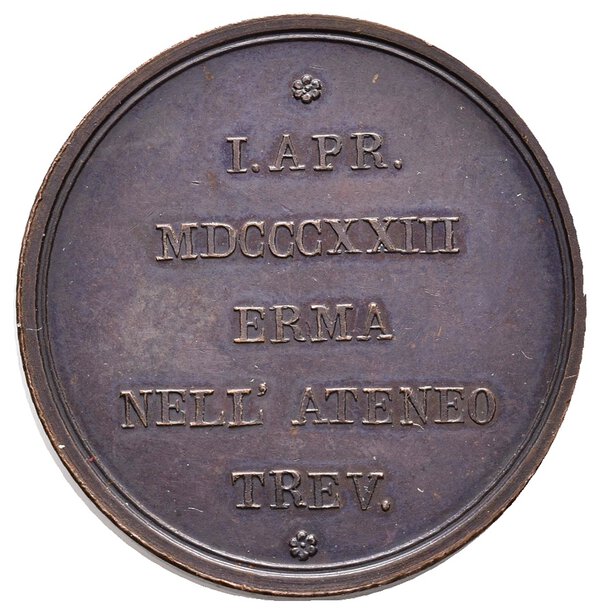 I. APR.
MDCCCXXIII
ERMA
NELL' ATENEO
TREV.